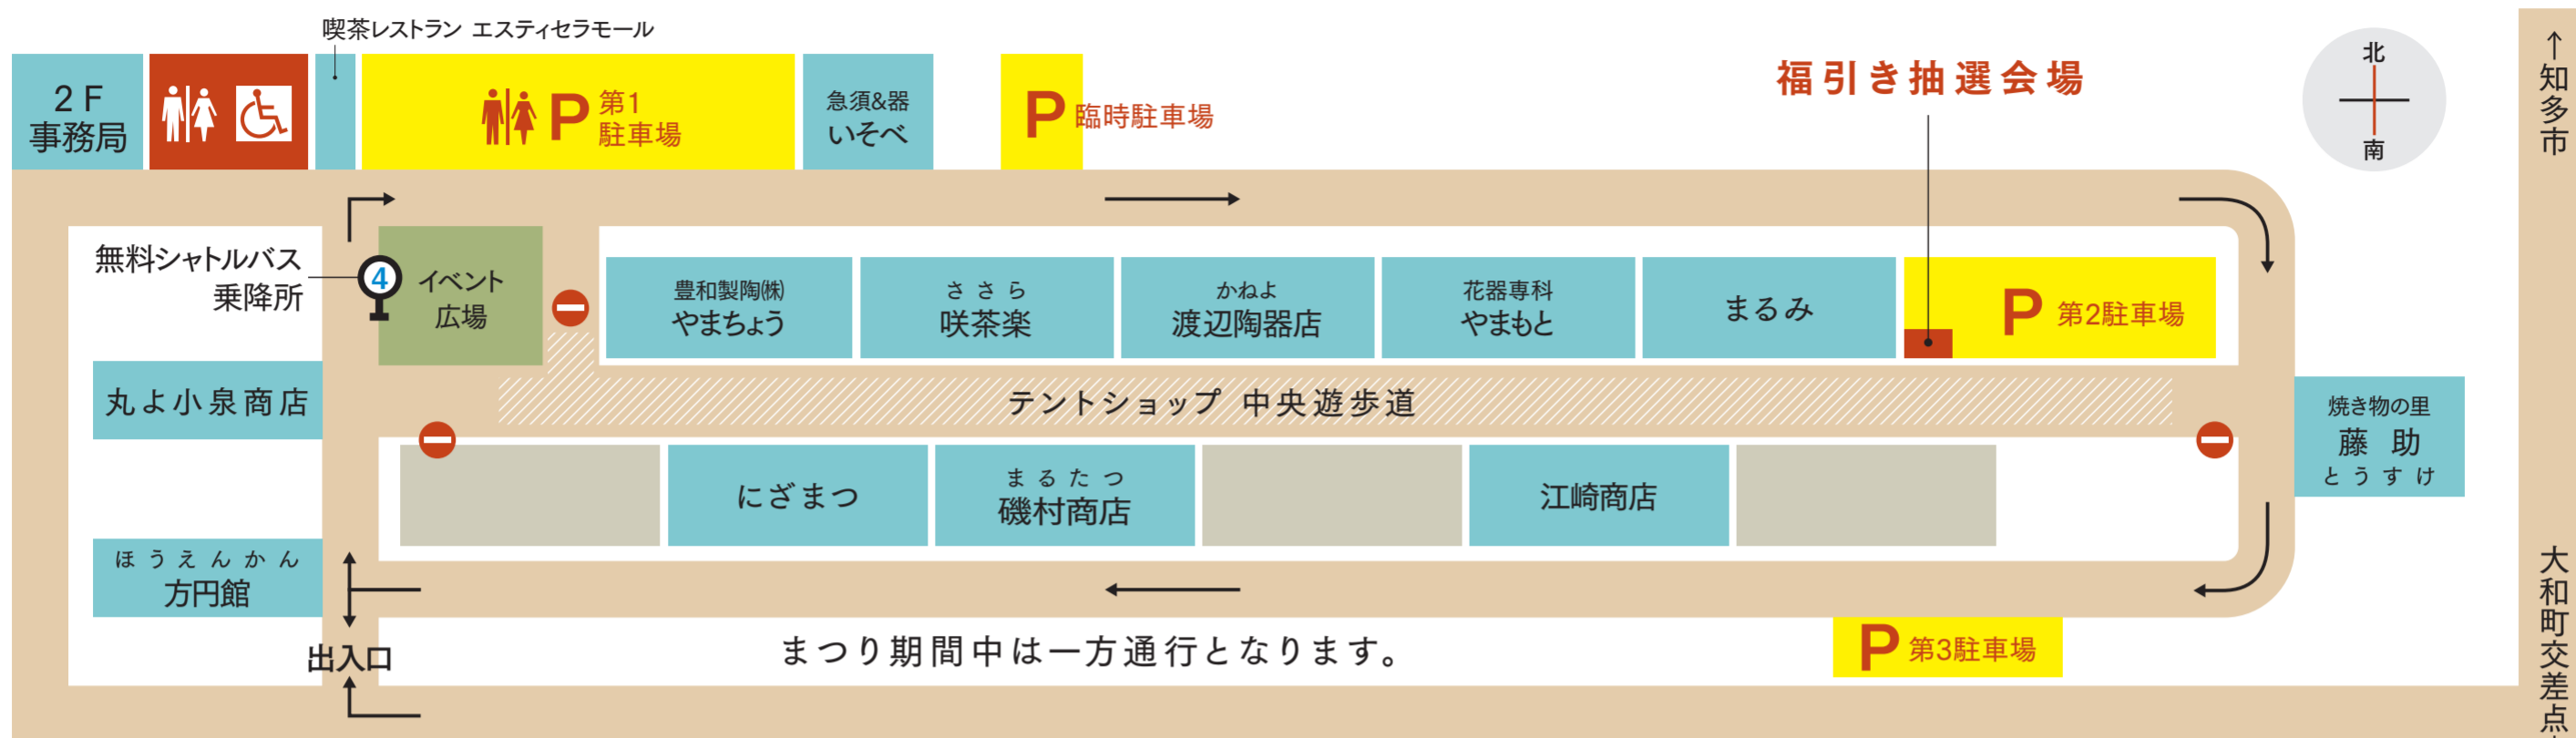 喫茶レストラン エスティセラモール
2F
事務局
P 第1
駐車場
急須&器
いそべ
P 臨時駐車場
福引き抽選会場
北
南
↑知多市
無料シャトルバス
乗降所
4
イベント
広場
豊和製陶㈱
やまちょう
ささら
咲茶楽
かねよ
渡辺陶器店
花器専科
やまもと
まるみ
P 第2駐車場
丸よ小泉商店
テントショップ 中央遊歩道
焼き物の里
藤 助
とうすけ
にざまつ
まるたつ
磯村商店
江崎商店
ほうえんかん
方円館
出入口
まつり期間中は一方通行となります。
P 第3駐車場
大和町交差点